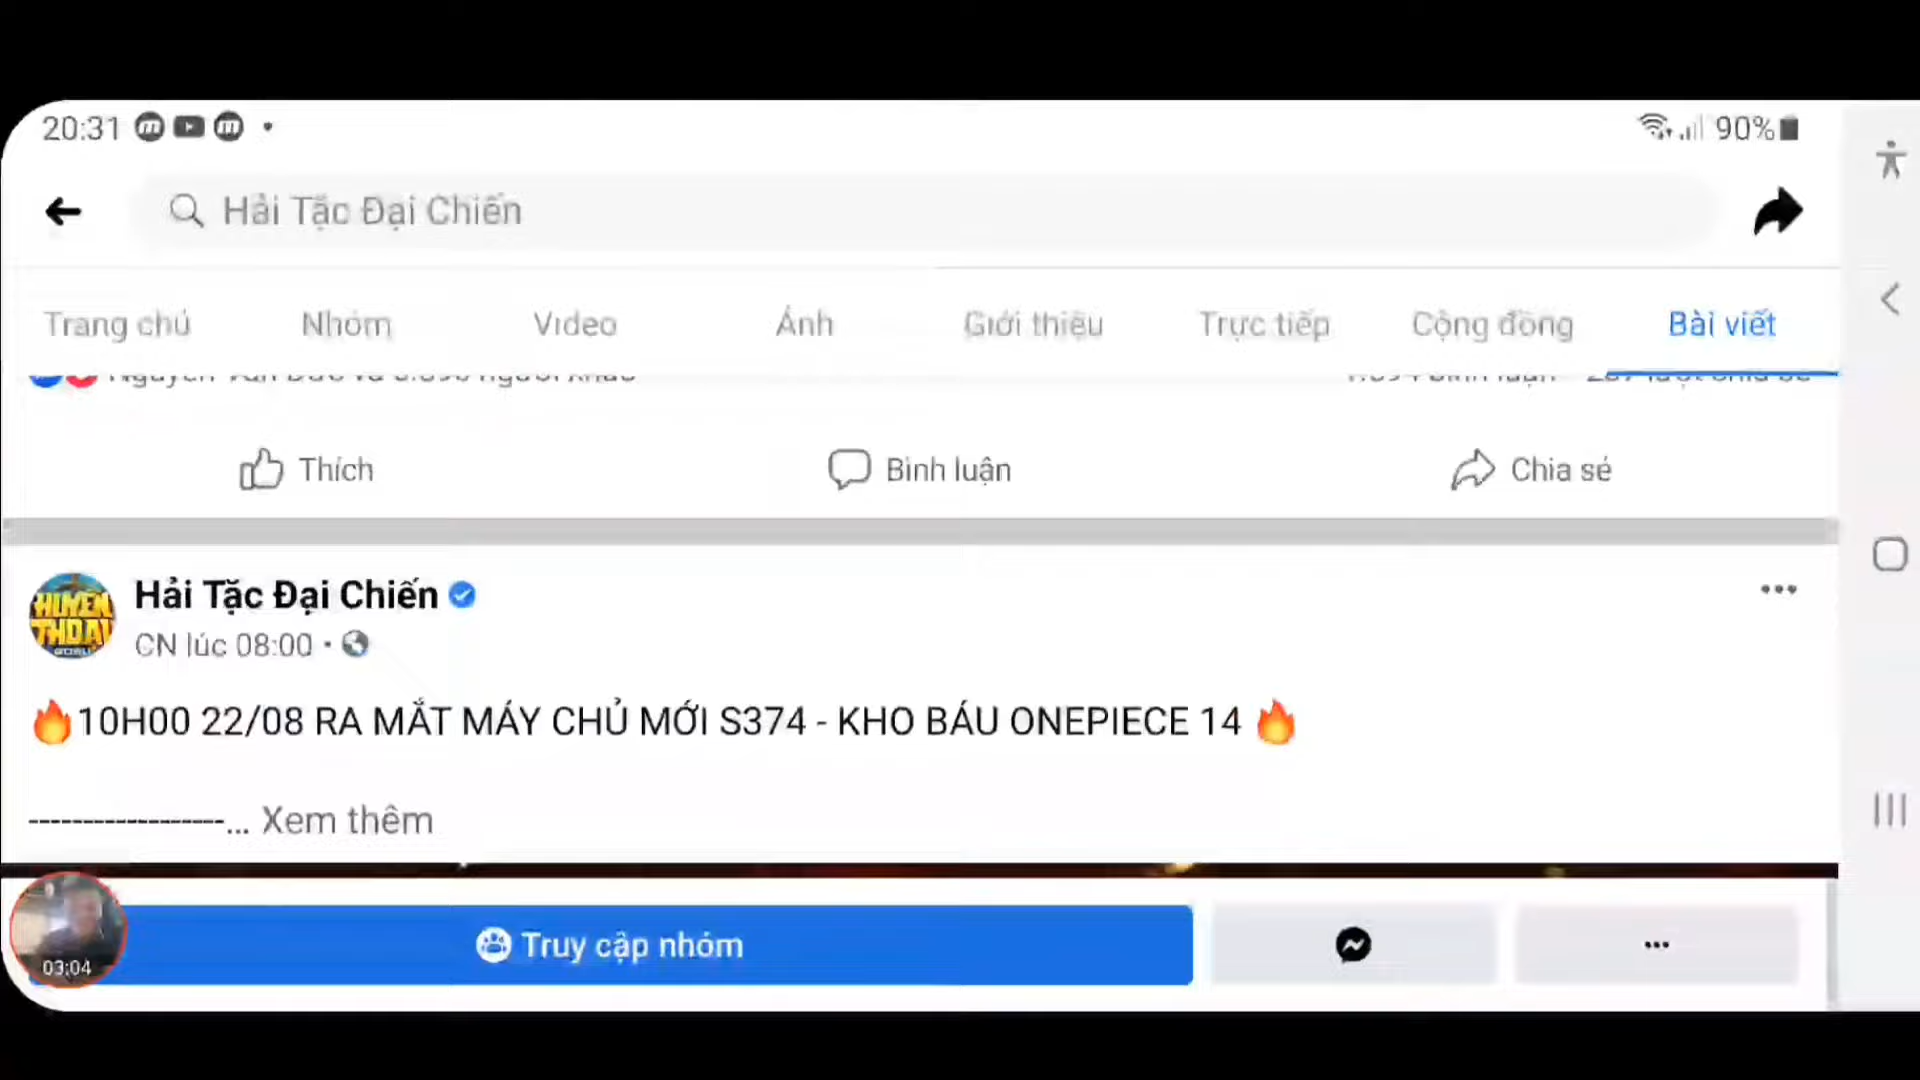 20:31
90%
Hải Tặc Đại Chiến
Trang chủ
Nhóm
Video
Ảnh
Giới thiệu
Trực tiếp
Cộng đồng
Bài viết
Thích
Bình luận
Chia sẻ
HUYỀN
THOẠI
Hải Tặc Đại Chiến
CN lúc 08:00 •
🔥10H00 22/08 RA MẮT MÁY CHỦ MỚI S374 - KHO BÁU ONEPIECE 14 🔥
------------------... Xem thêm
Truy cập nhóm
03:04